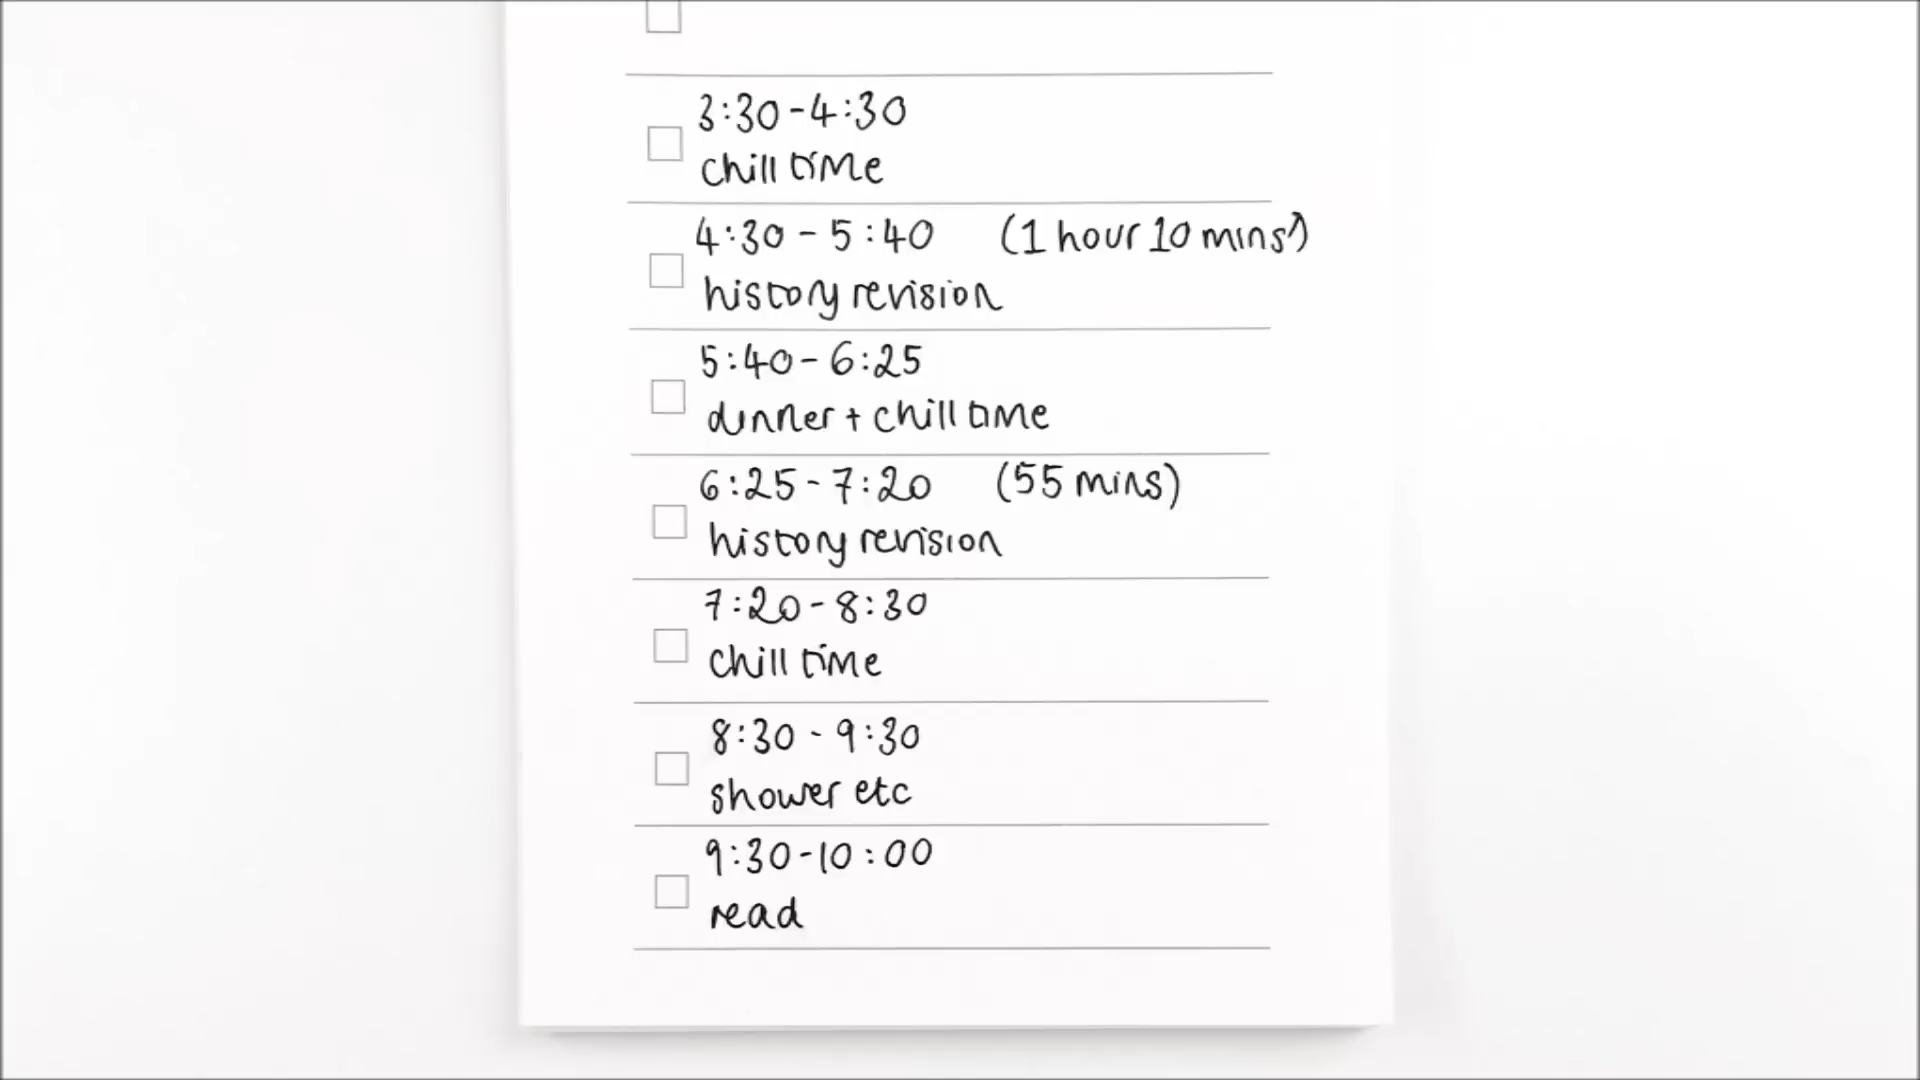 3:30-4:30
chill time
4:30 - 5:40 (1 hour 10 mins)
history revision
5:40 - 6:25
dinner + chill time
6:25 - 7:20 (55 mins)
history revision
7:20 - 8:30
chill time
8:30 - 9:30
shower etc
9:30-10:00
read